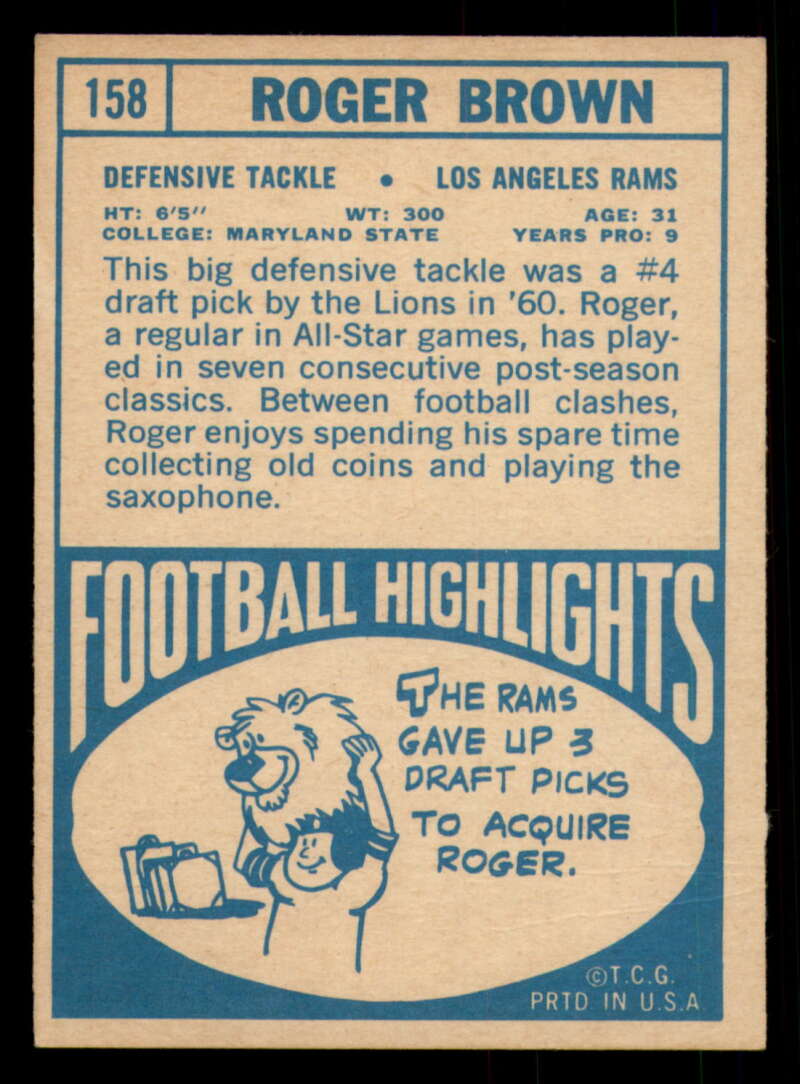 158 ROGER BROWN
DEFENSIVE TACKLE • LOS ANGELES RAMS
HT: 6'5'' WT: 300 AGE: 31
COLLEGE: MARYLAND STATE YEARS PRO: 9
This big defensive tackle was a #4
draft pick by the Lions in '60. Roger,
a regular in All-Star games, has play-
ed in seven consecutive post-season
classics. Between football clashes,
Roger enjoys spending his spare time
collecting old coins and playing the
saxophone.
FOOTBALL HIGHLIGHTS
THE RAMS
GAVE UP 3
DRAFT PICKS
TO ACQUIRE
ROGER.
©T.C.G.
PRTD IN U.S.A